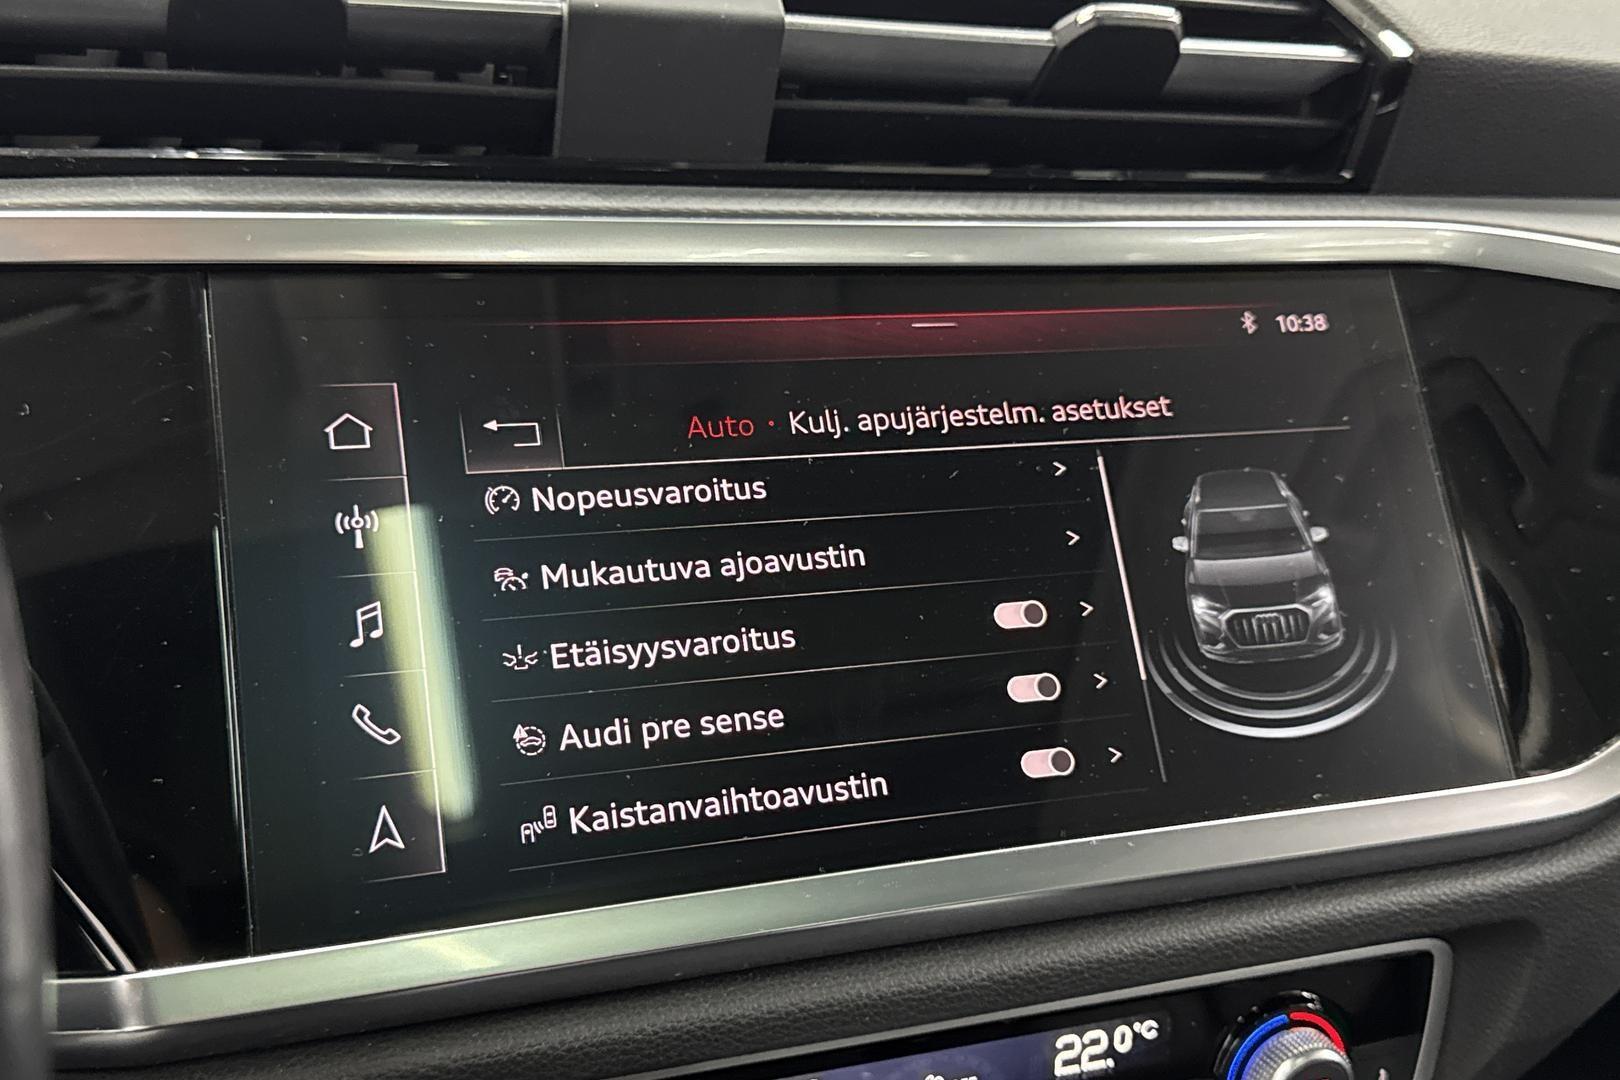 10:38
Auto · Kulj. apujärjestelm. asetukset
Nopeusvaroitus
Mukautuva ajoavustin
Etäisyysvaroitus
Audi pre sense
Kaistanvaihtoavustin
22.0°C